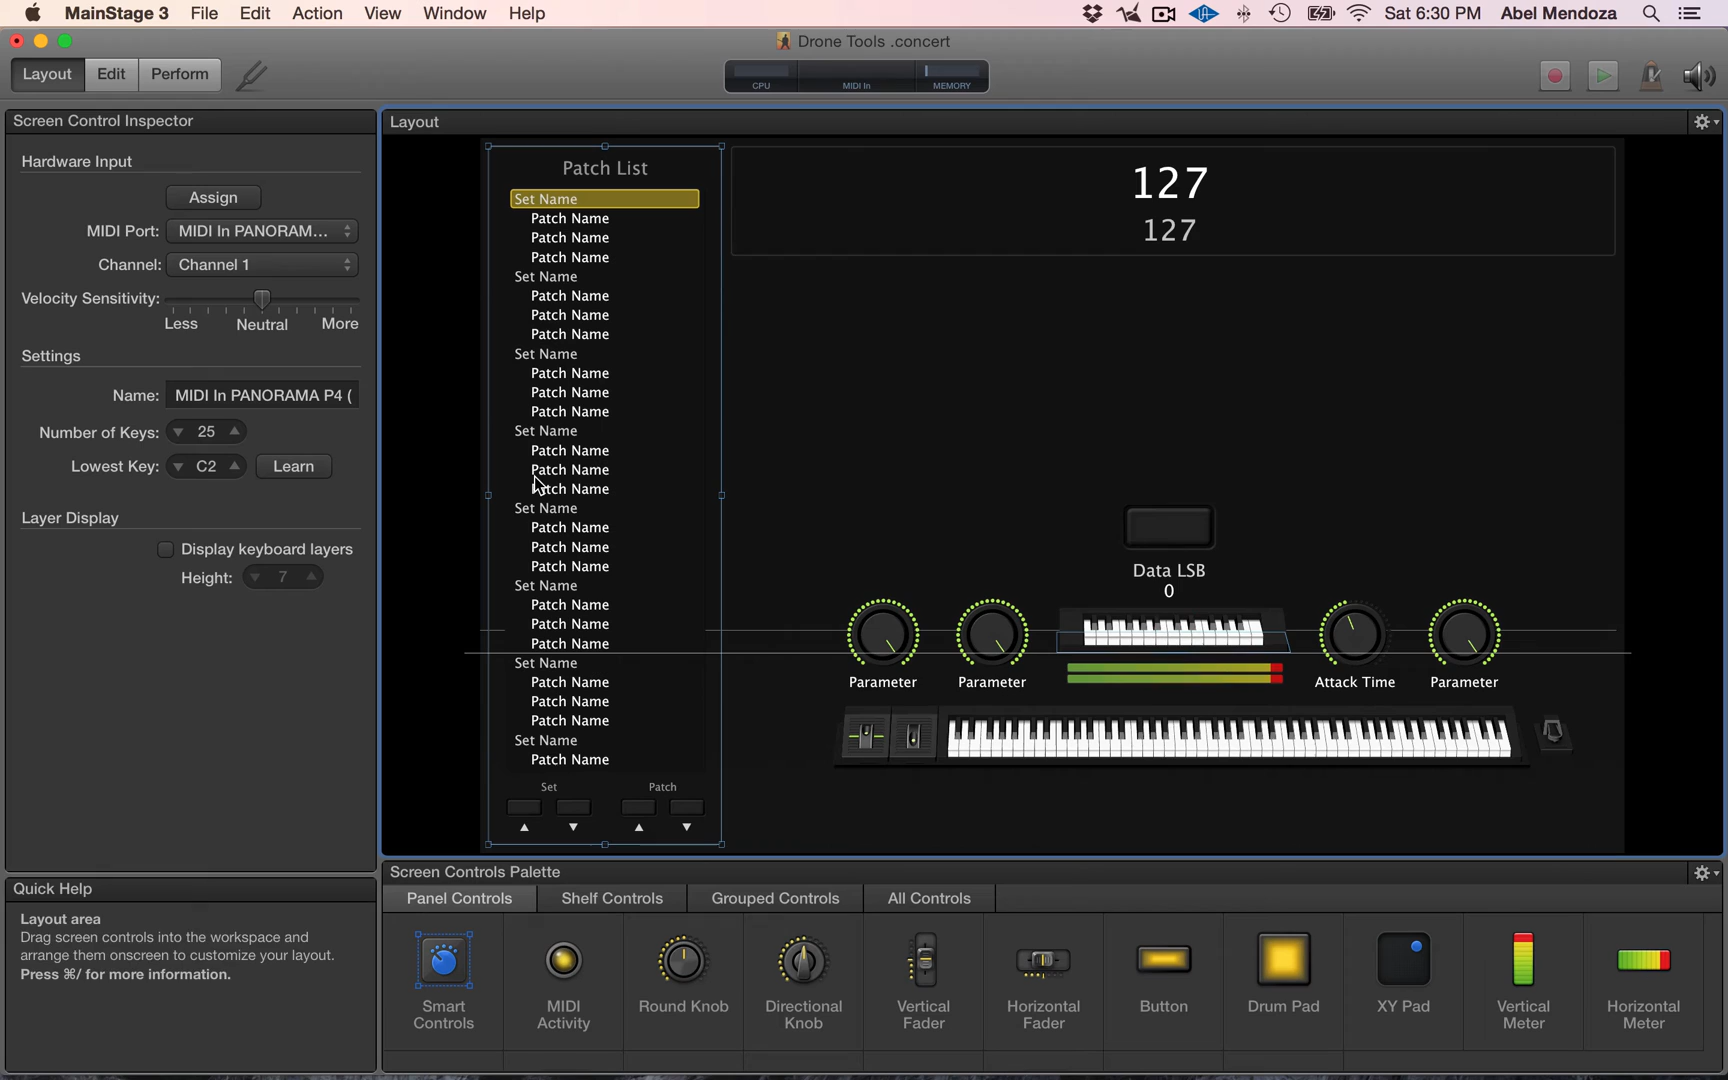 MainStage 3 File Edit Action View Window Help Sat 6:30 PM Abel Mendoza
Drone Tools .concert
Layout Edit Perform
CPU MIDI In MEMORY
Screen Control Inspector
Hardware Input
Assign
MIDI Port: MIDI In PANORAM...
Channel: Channel 1
Velocity Sensitivity:
Less Neutral More
Settings
Name: MIDI In PANORAMA P4 (
Number of Keys: 25
Lowest Key: C2 Learn
Layer Display
Display keyboard layers
Height: 7
Quick Help
Layout area
Drag screen controls into the workspace and
arrange them onscreen to customize your layout.
Press ⌘/ for more information.
Layout
Patch List
Set Name
Patch Name
Patch Name
Patch Name
Set Name
Patch Name
Patch Name
Patch Name
Set Name
Patch Name
Patch Name
Patch Name
Set Name
Patch Name
Patch Name
Patch Name
Set Name
Patch Name
Patch Name
Patch Name
Set Name
Patch Name
Patch Name
Patch Name
Set Name
Patch Name
Patch Name
Patch Name
Set Name
Patch Name
Set Patch
127
127
Data LSB
0
Parameter Parameter Attack Time Parameter
Screen Controls Palette
Panel Controls Shelf Controls Grouped Controls All Controls
Smart Controls
MIDI Activity
Round Knob
Directional Knob
Vertical Fader
Horizontal Fader
Button
Drum Pad
XY Pad
Vertical Meter
Horizontal Meter